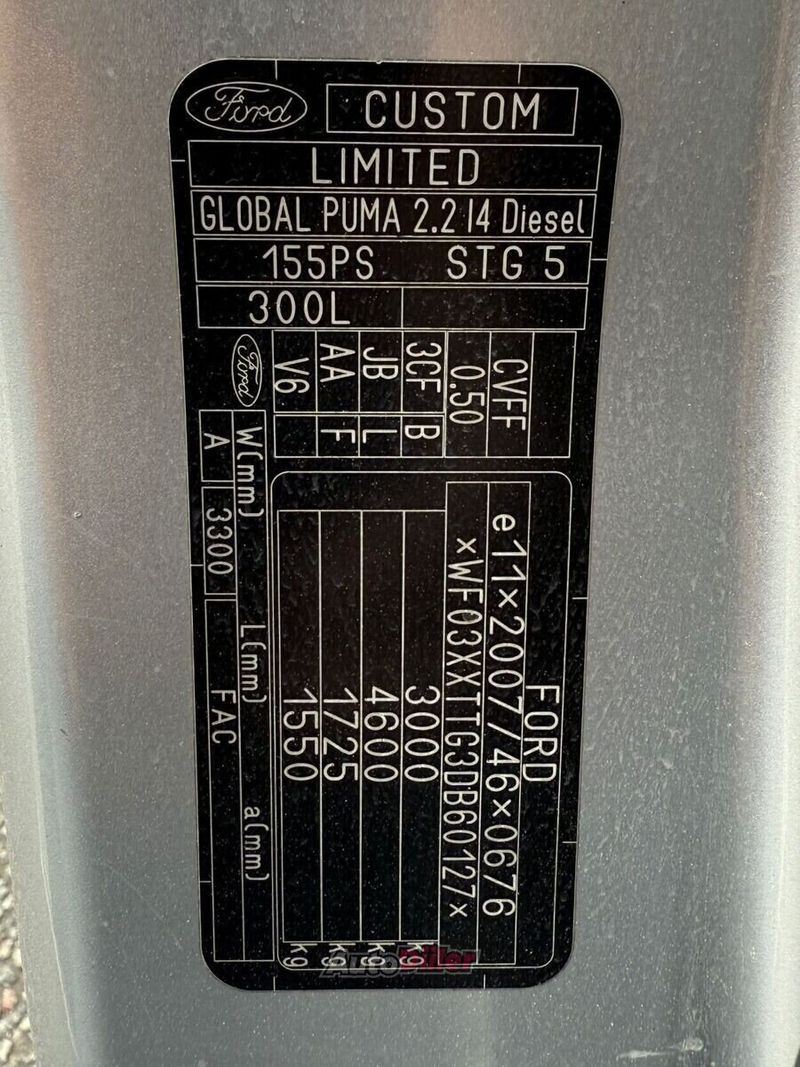 Ford
CUSTOM
LIMITED
GLOBAL PUMA 2.2 I4 Diesel
155PS STG 5
300L
Ford
CVFF
0.50
3CF B
JB L
AA F
V6
FORD
e11×2007/46×0676
×WF03XXTTG3DB60127×
3000 kg
4600 kg
1725 kg
1550 kg
W(mm) L(mm) a(mm)
A 3300 FAC
Autobiler